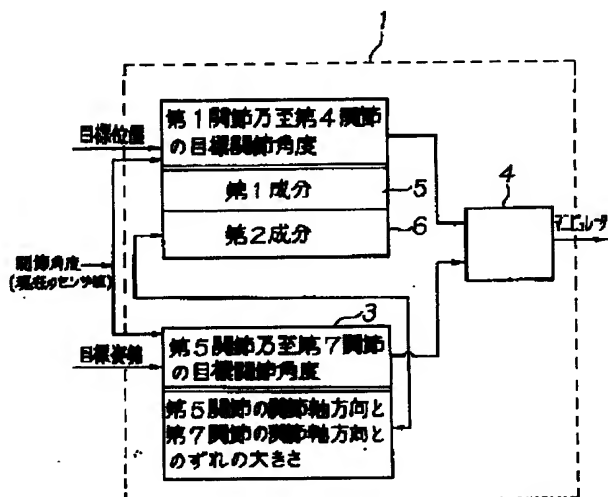 1
第1関節乃至第4関節
の目標関節角度
目標位置
第1成分
5
第2成分
6
4
マニピュレータ
関節角度
(現在のセンサ値)
3
第5関節乃至第7関節
の目標関節角度
目標姿勢
第5関節の関節軸方向と
第7関節の関節軸方向と
のずれの大きさ